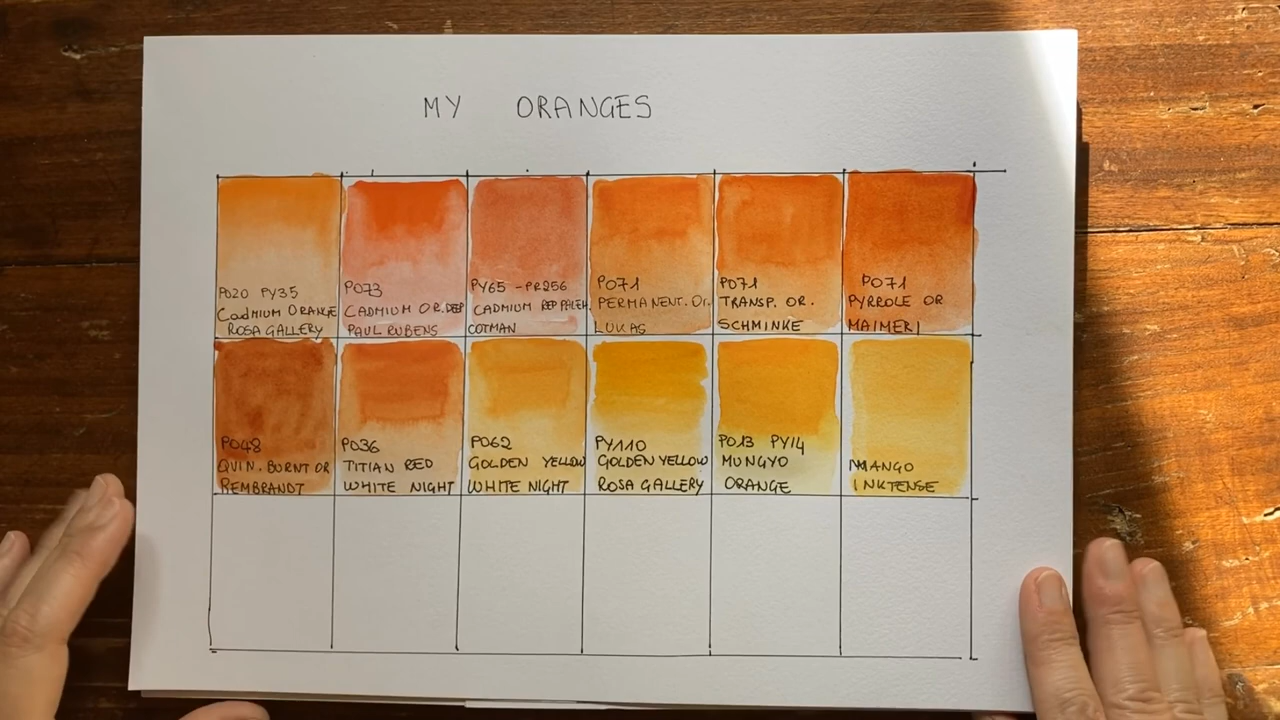 MY ORANGES
PO20 PY35
CADMIUM ORANGE
ROSA GALLERY
PO73
CADMIUM OR.DEEP
PAUL RUBENS
PY65 - PR256
CADMIUM RED PALEH.
COTMAN
PO71
PERMANENT. Or.
LUKAS
PO71
TRANSP. OR.
SCHMINKE
PO71
PYRROLE OR
MAIMERI
PO48
QUIN. BURNT OR
REMBRANDT
PO36
TITIAN RED
WHITE NIGHT
PO62
GOLDEN YELLOW
WHITE NIGHT
PY110
GOLDEN YELLOW
ROSA GALLERY
PO13 PY14
MUNGYO
ORANGE
MANGO
INKTENSE